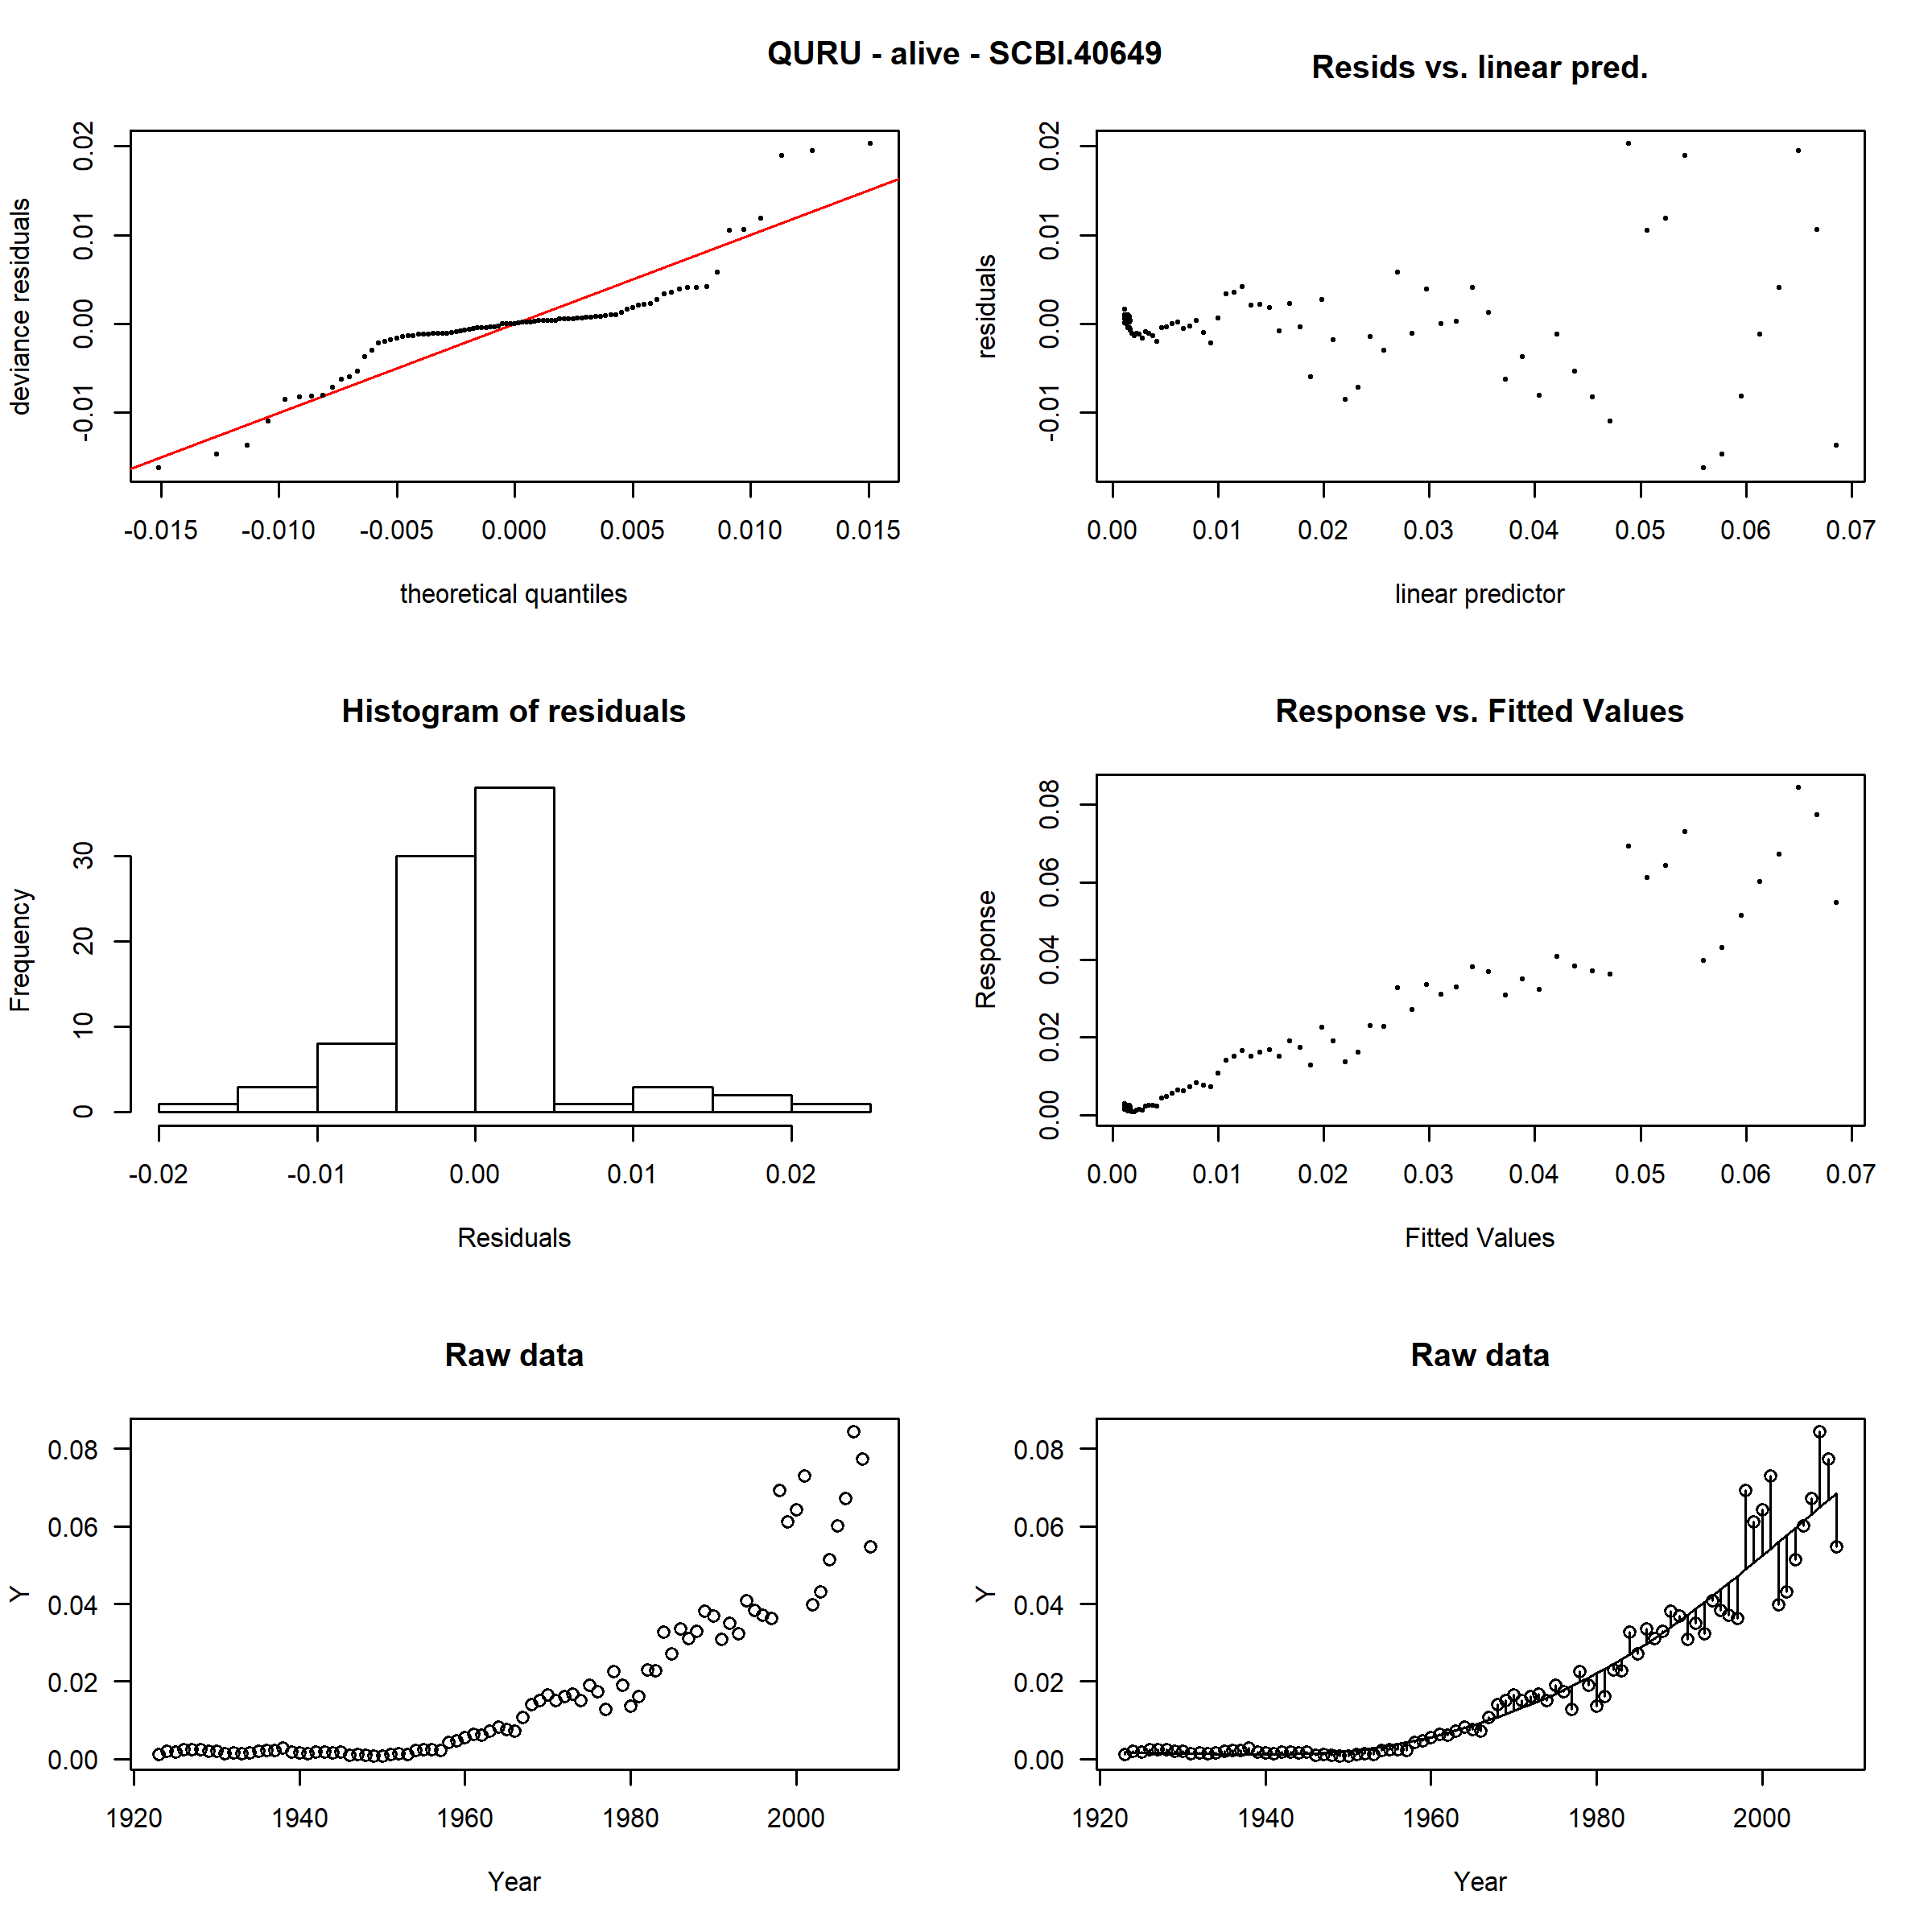 QURU - alive - SCBI.40649
deviance residuals
0.02
0.01
0.00
-0.01
-0.015 -0.010 -0.005 0.000 0.005 0.010 0.015
theoretical quantiles
Resids vs. linear pred.
residuals
0.02
0.01
0.00
-0.01
0.00 0.01 0.02 0.03 0.04 0.05 0.06 0.07
linear predictor
Histogram of residuals
Frequency
30
20
10
0
-0.02 -0.01 0.00 0.01 0.02
Residuals
Response vs. Fitted Values
Response
0.08
0.06
0.04
0.02
0.00
0.00 0.01 0.02 0.03 0.04 0.05 0.06 0.07
Fitted Values
Raw data
Y
0.08
0.06
0.04
0.02
0.00
1920 1940 1960 1980 2000
Year
Raw data
Y
0.08
0.06
0.04
0.02
0.00
1920 1940 1960 1980 2000
Year